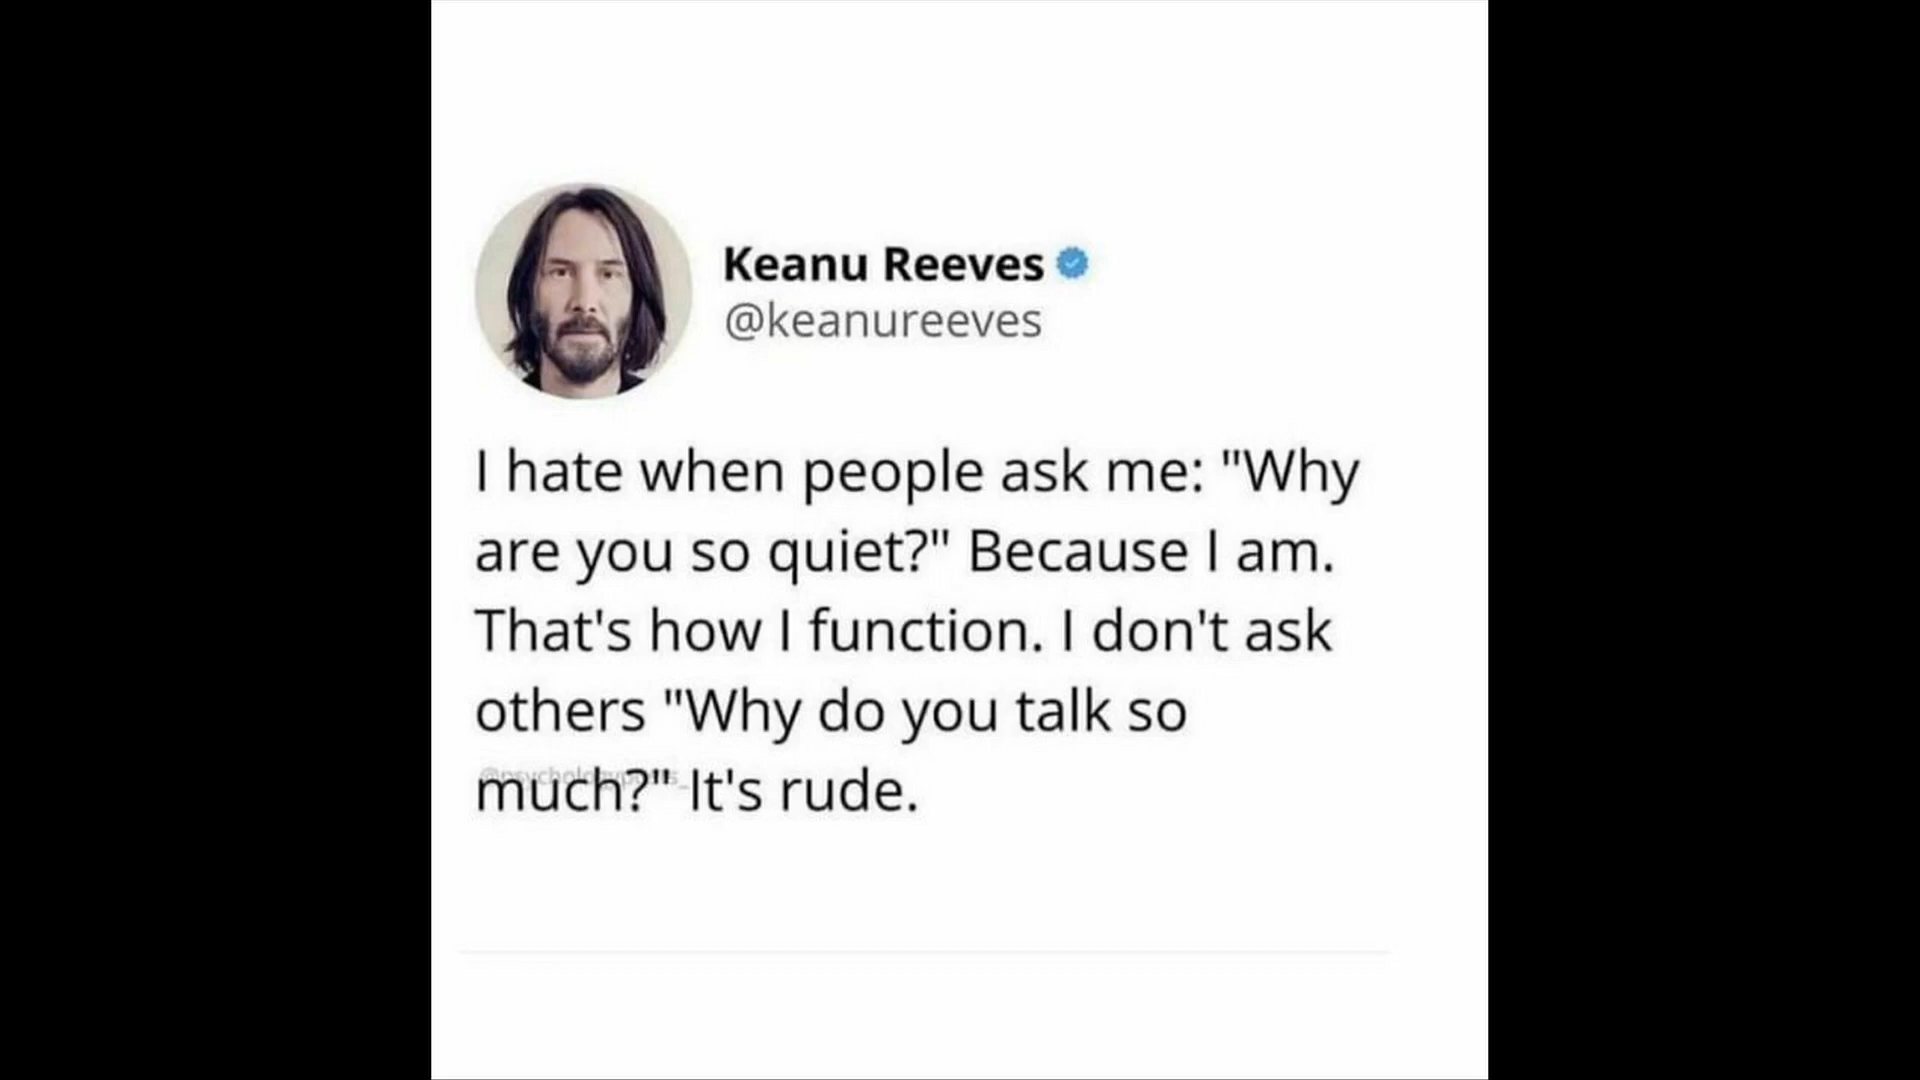 Keanu Reeves
@keanureeves
I hate when people ask me: "Why
are you so quiet?" Because I am.
That's how I function. I don't ask
others "Why do you talk so
much?" It's rude.